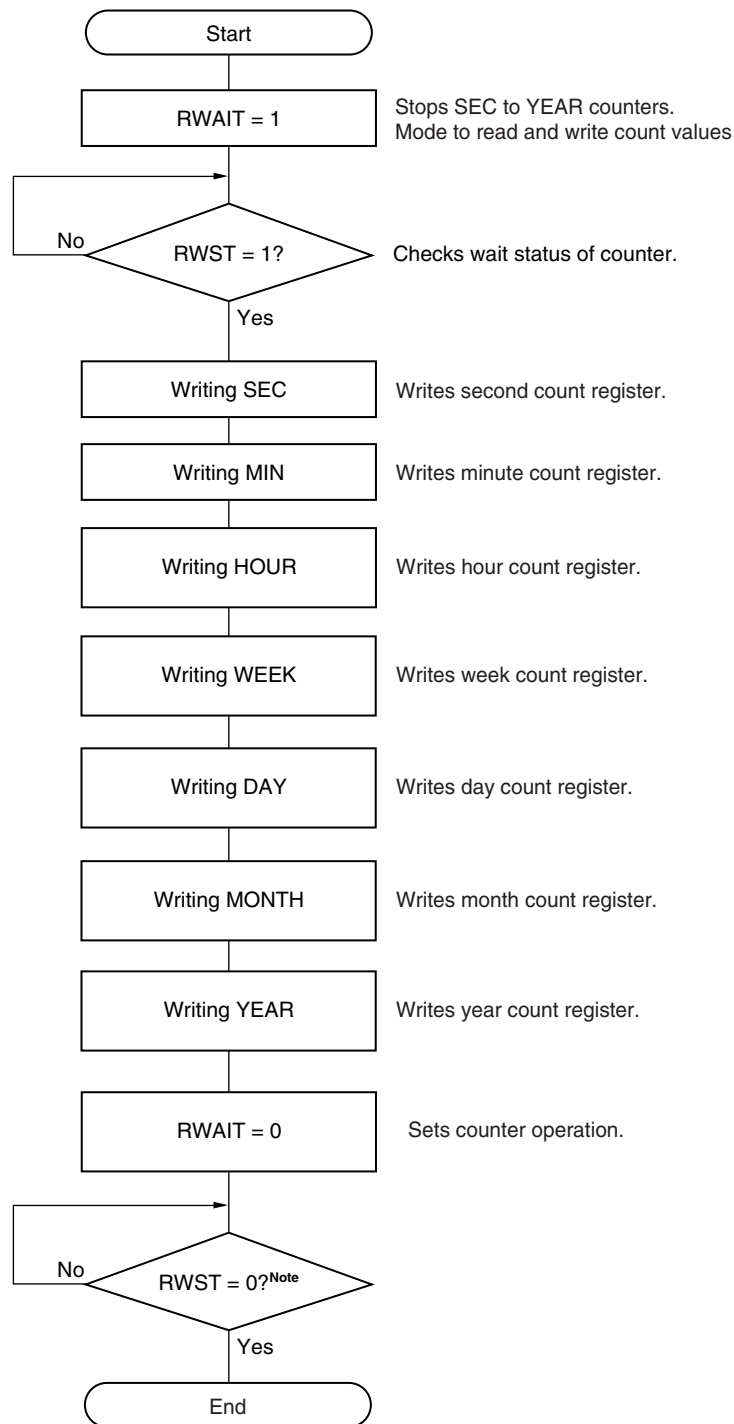 Start
RWAIT = 1
Stops SEC to YEAR counters.
Mode to read and write count values
No
RWST = 1?
Checks wait status of counter.
Yes
Writing SEC
Writes second count register.
Writing MIN
Writes minute count register.
Writing HOUR
Writes hour count register.
Writing WEEK
Writes week count register.
Writing DAY
Writes day count register.
Writing MONTH
Writes month count register.
Writing YEAR
Writes year count register.
RWAIT = 0
Sets counter operation.
No
RWST = 0?Note
Yes
End